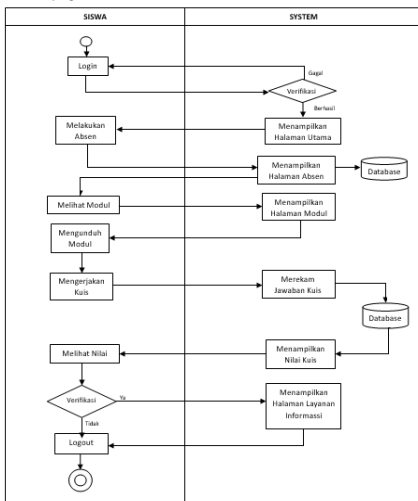 SISWA
SYSTEM
Login
Gagal
Verifikasi
Berhasil
Melakukan
Absen
Menampilkan
Halaman Utama
Menampilkan
Halaman Absen
Database
Melihat Modul
Menampilkan
Halaman Modul
Mengunduh
Modul
Mengerjakan
Kuis
Merekam
Jawaban Kuis
Database
Melihat Nilai
Menampilkan
Nilai Kuis
Verifikasi
Ya
Menampilkan
Halaman Layanan
Informassi
Tidak
Logout